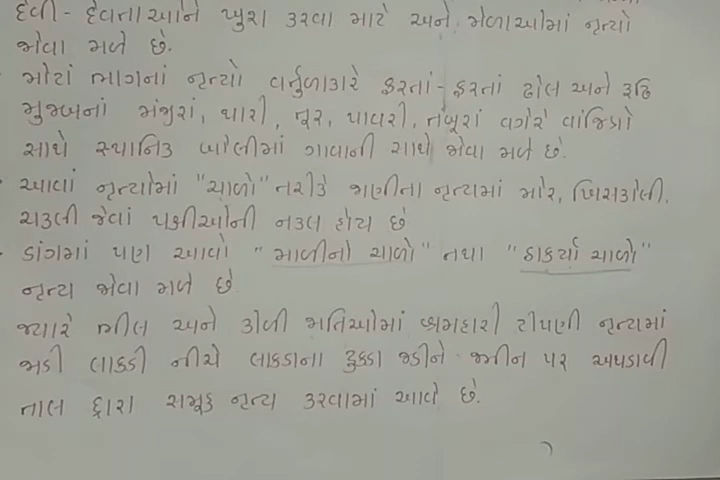 દેવી - દેવતાઓને ખુશ કરવા માટે અને મેળાઓમાં નૃત્યો
જોવા મળે છે.
મોટાં ભાગનાં નૃત્યો વર્તુળાકારે ફરતાં - ફરતાં ઢોલ અને રૂઢિ
મુજબનાં મંજીરાં, થાળી, તૂર, પાવરી, તંબૂરાં વગેરે વાંજિત્રો
સાથે સ્થાનિક બોલીમાં ગાવાની સાથે જોવા મળે છે.
આવાં નૃત્યોમાં "ચાળો" તરીકે જાણીતા નૃત્યમાં મોર, ખિસકોલી,
ચકલી જેવાં પક્ષીઓની નકલ હોય છે
ડાંગમાં પણ આવો "માળીનો ચાળો" તથા "ઠાકર્યા ચાળો"
નૃત્ય જોવા મળે છે
જ્યારે ભીલ અને કોળી જાતિઓમાં શ્રમહારી ટીપણી નૃત્યમાં
જાડી લાકડી નીચે લાકડાના ટુકડા જડીને જમીન પર અથડાવી
તાલ દ્વારા સમૂહ નૃત્ય કરવામાં આવે છે.